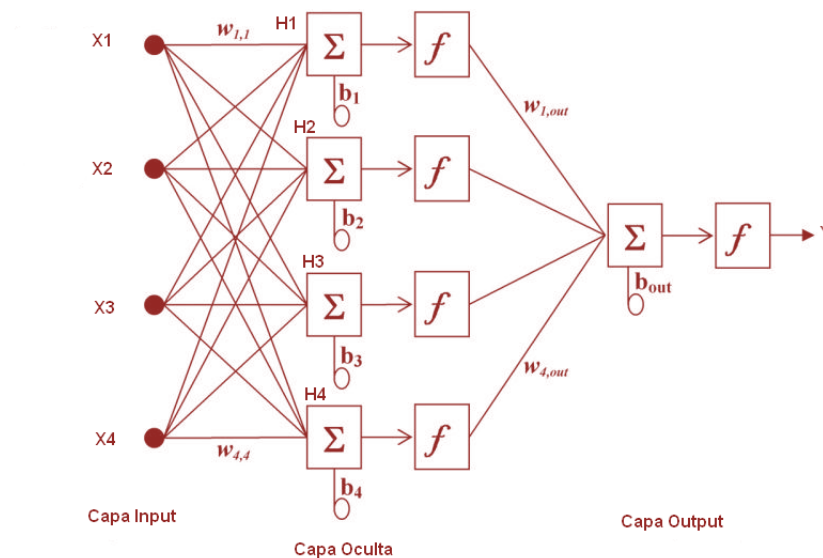 X1
w1,1
H1
Σ
f
b1
w1,out
X2
H2
Σ
f
b2
Σ
f
bout
X3
H3
Σ
f
b3
w4,out
X4
w4,4
H4
Σ
f
b4
Capa Input
Capa Oculta
Capa Output